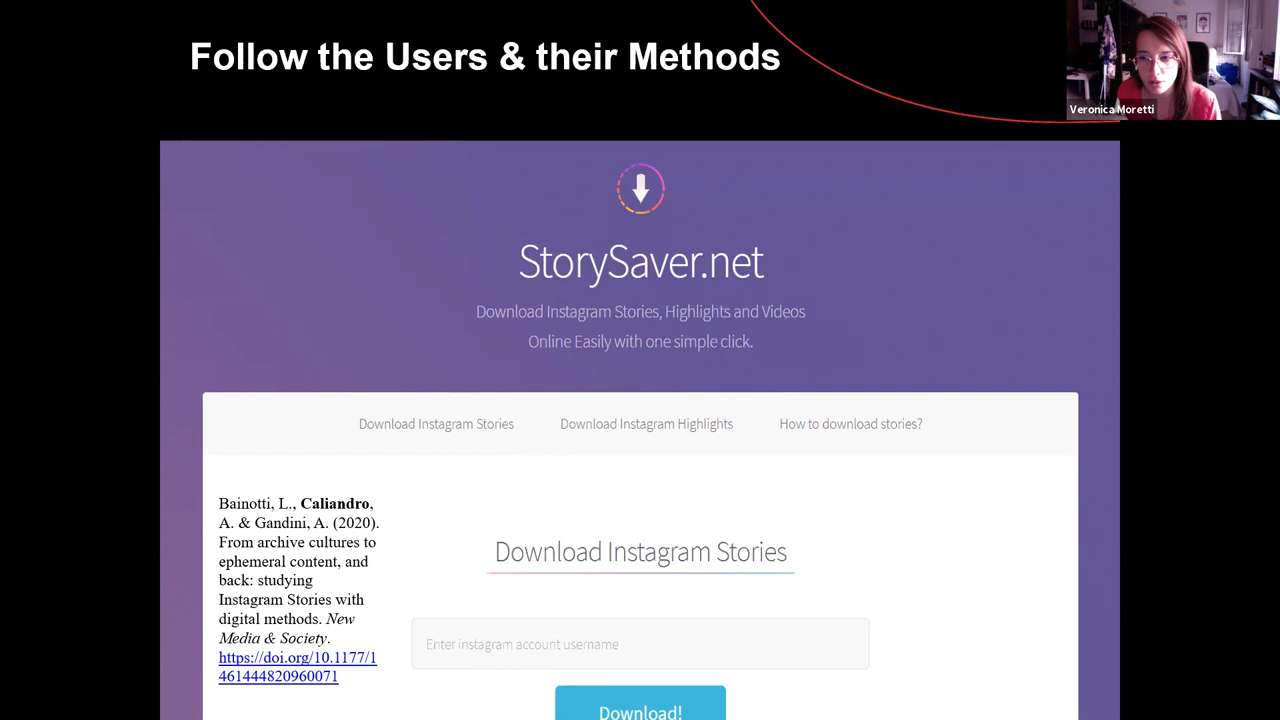 Follow the Users & their Methods
Veronica Moretti
StorySaver.net
Download Instagram Stories, Highlights and Videos
Online Easily with one simple click.
Download Instagram Stories
Download Instagram Highlights
How to download stories?
Bainotti, L., Caliandro,
A. & Gandini, A. (2020).
From archive cultures to
ephemeral content, and
back: studying
Instagram Stories with
digital methods. New
Media & Society.
https://doi.org/10.1177/1
461444820960071
Download Instagram Stories
Enter instagram account username
Download!